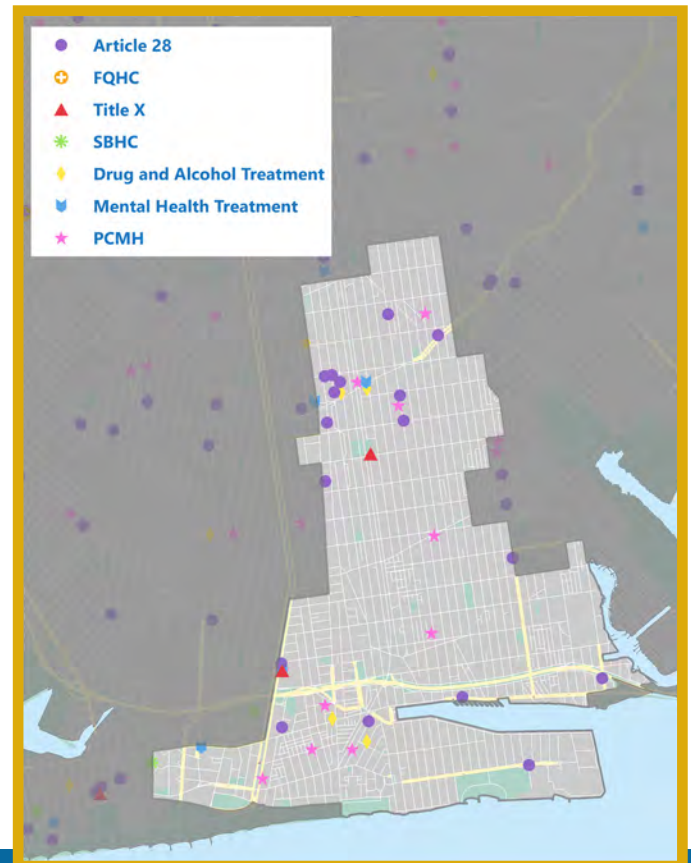 Article 28
FQHC
Title X
SBHC
Drug and Alcohol Treatment
Mental Health Treatment
PCMH